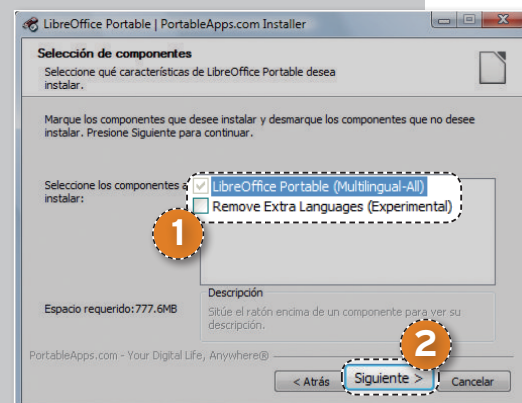 LibreOffice Portable | PortableApps.com Installer
Selección de componentes
Seleccione qué características de LibreOffice Portable desea
instalar.
Marque los componentes que desee instalar y desmarque los componentes que no desee
instalar. Presione Siguiente para continuar.
Seleccione los componentes a
instalar:
LibreOffice Portable (Multilingual-All)
Remove Extra Languages (Experimental)
1
Espacio requerido:777.6MB
Descripción
Sitúe el ratón encima de un componente para ver su
descripción.
2
PortableApps.com - Your Digital Life, Anywhere®
< Atrás
Siguiente >
Cancelar